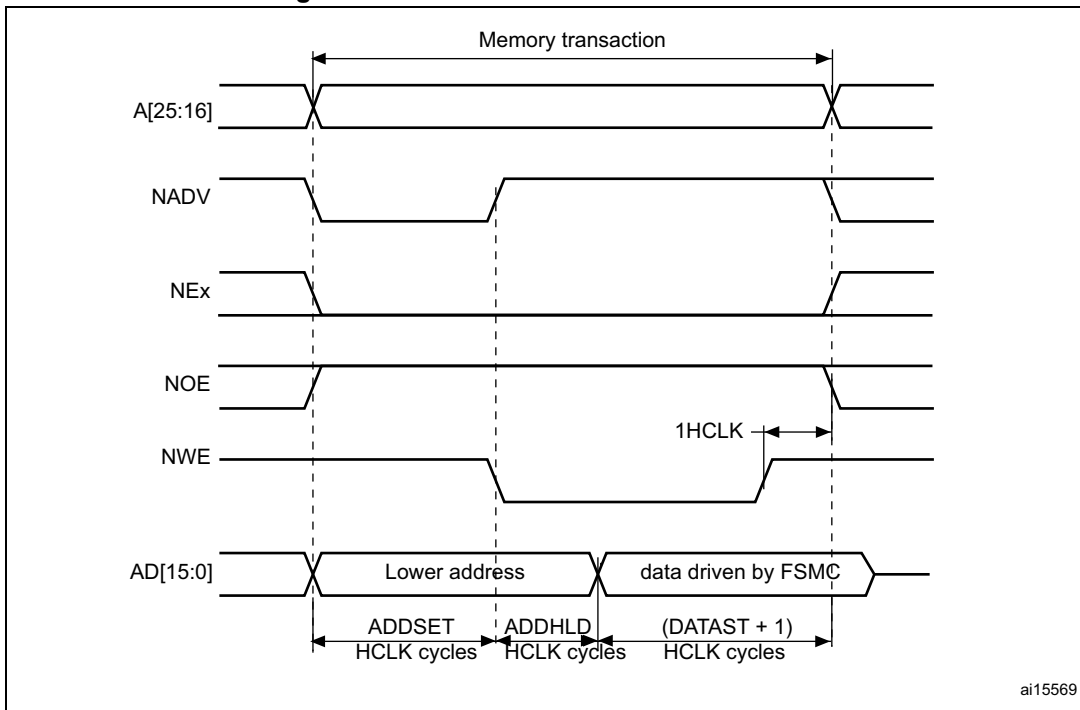 Memory transaction
A[25:16]
NADV
NEx
NOE
1HCLK
NWE
AD[15:0]
Lower address
data driven by FSMC
ADDSET
HCLK cycles
ADDHLD
HCLK cycles
(DATAST + 1)
HCLK cycles
ai15569